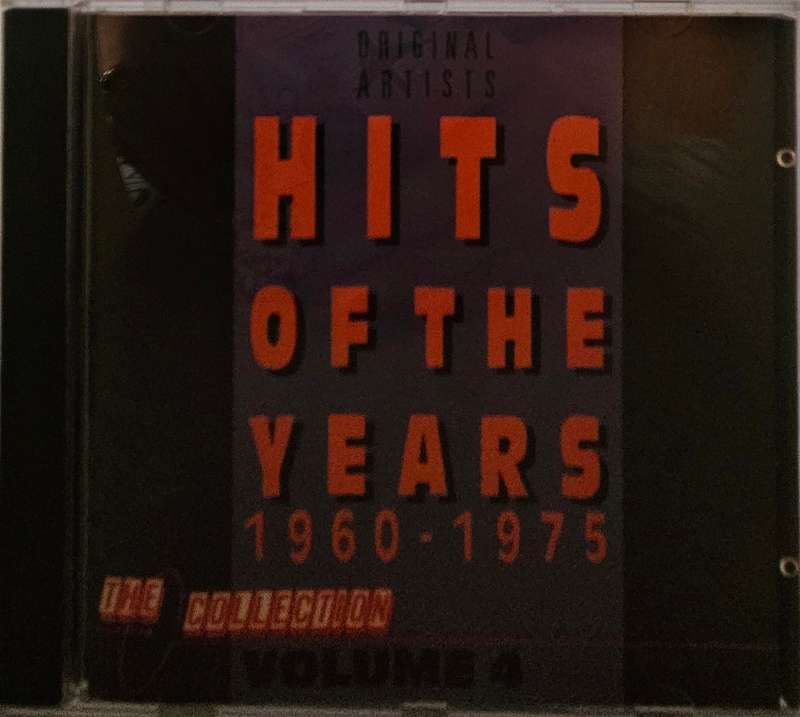 ORIGINAL
ARTISTS
HITS
OF THE
YEARS
1960-1975
THE COLLECTION
VOLUME 4